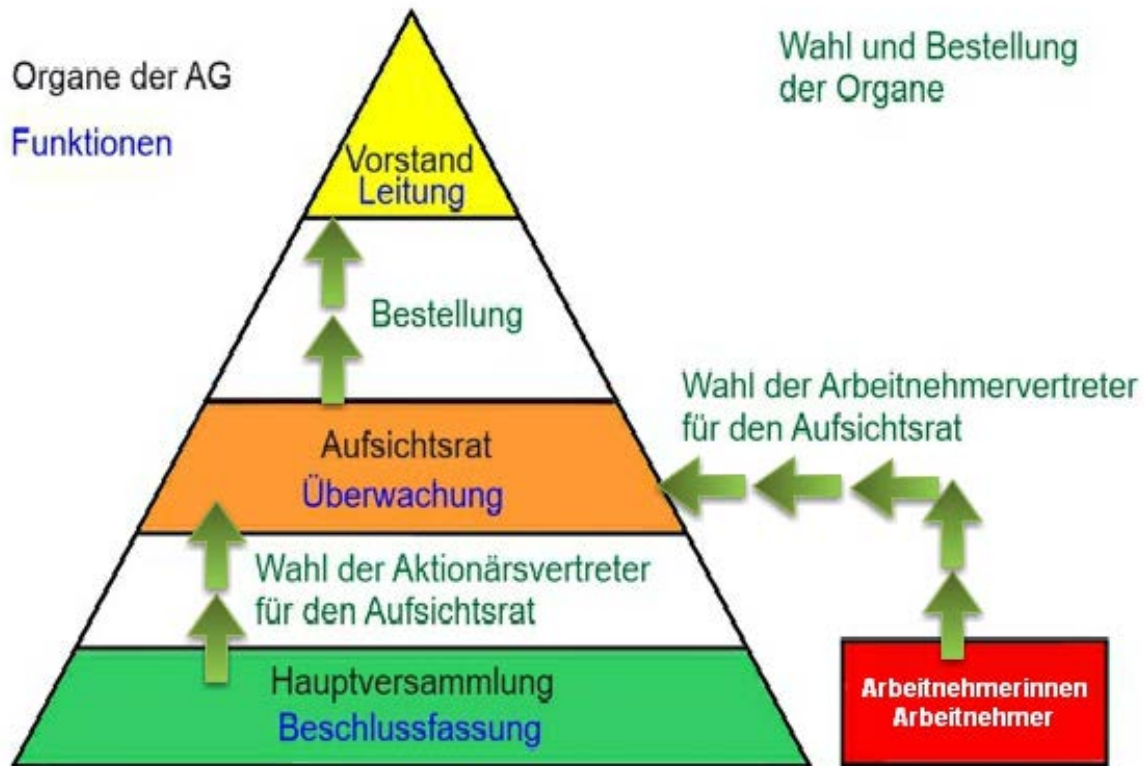 Organe der AG
Funktionen
Wahl und Bestellung
der Organe
Vorstand
Leitung
Bestellung
Wahl der Arbeitnehmervertreter
für den Aufsichtsrat
Aufsichtsrat
Überwachung
Wahl der Aktionärsvertreter
für den Aufsichtsrat
Hauptversammlung
Beschlussfassung
Arbeitnehmerinnen
Arbeitnehmer